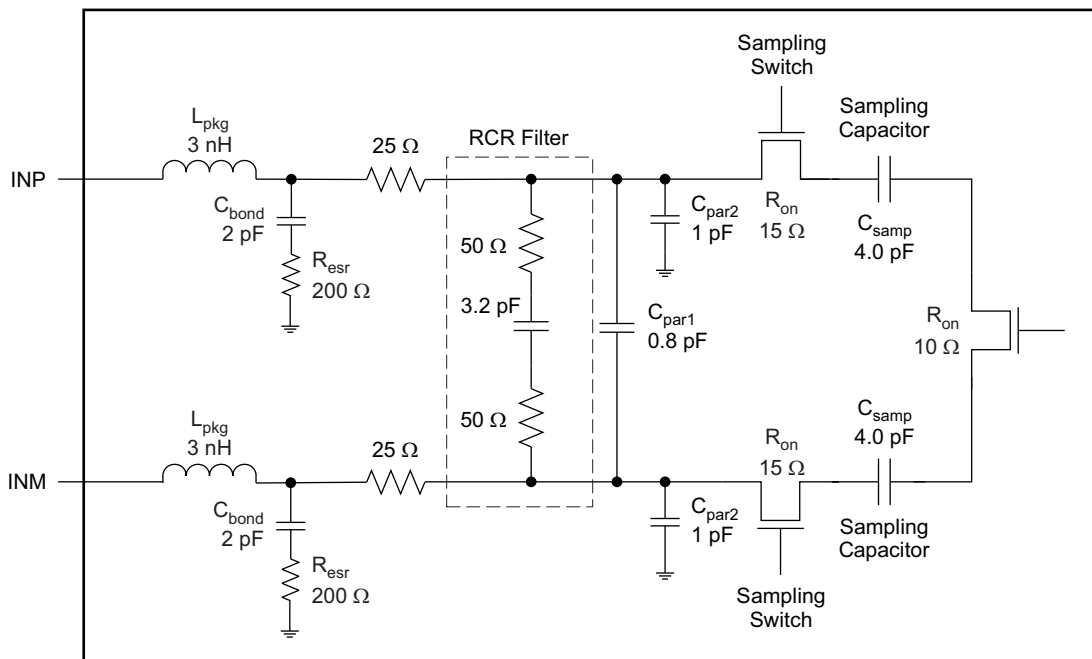 Sampling
Switch
Sampling
Capacitor
L_pkg
3 nH
25 Ω
RCR Filter
INP
C_bond
2 pF
R_esr
200 Ω
50 Ω
3.2 pF
50 Ω
C_par1
0.8 pF
C_par2
1 pF
R_on
15 Ω
C_samp
4.0 pF
R_on
10 Ω
L_pkg
3 nH
25 Ω
INM
C_bond
2 pF
R_esr
200 Ω
C_par2
1 pF
R_on
15 Ω
C_samp
4.0 pF
Sampling
Capacitor
Sampling
Switch